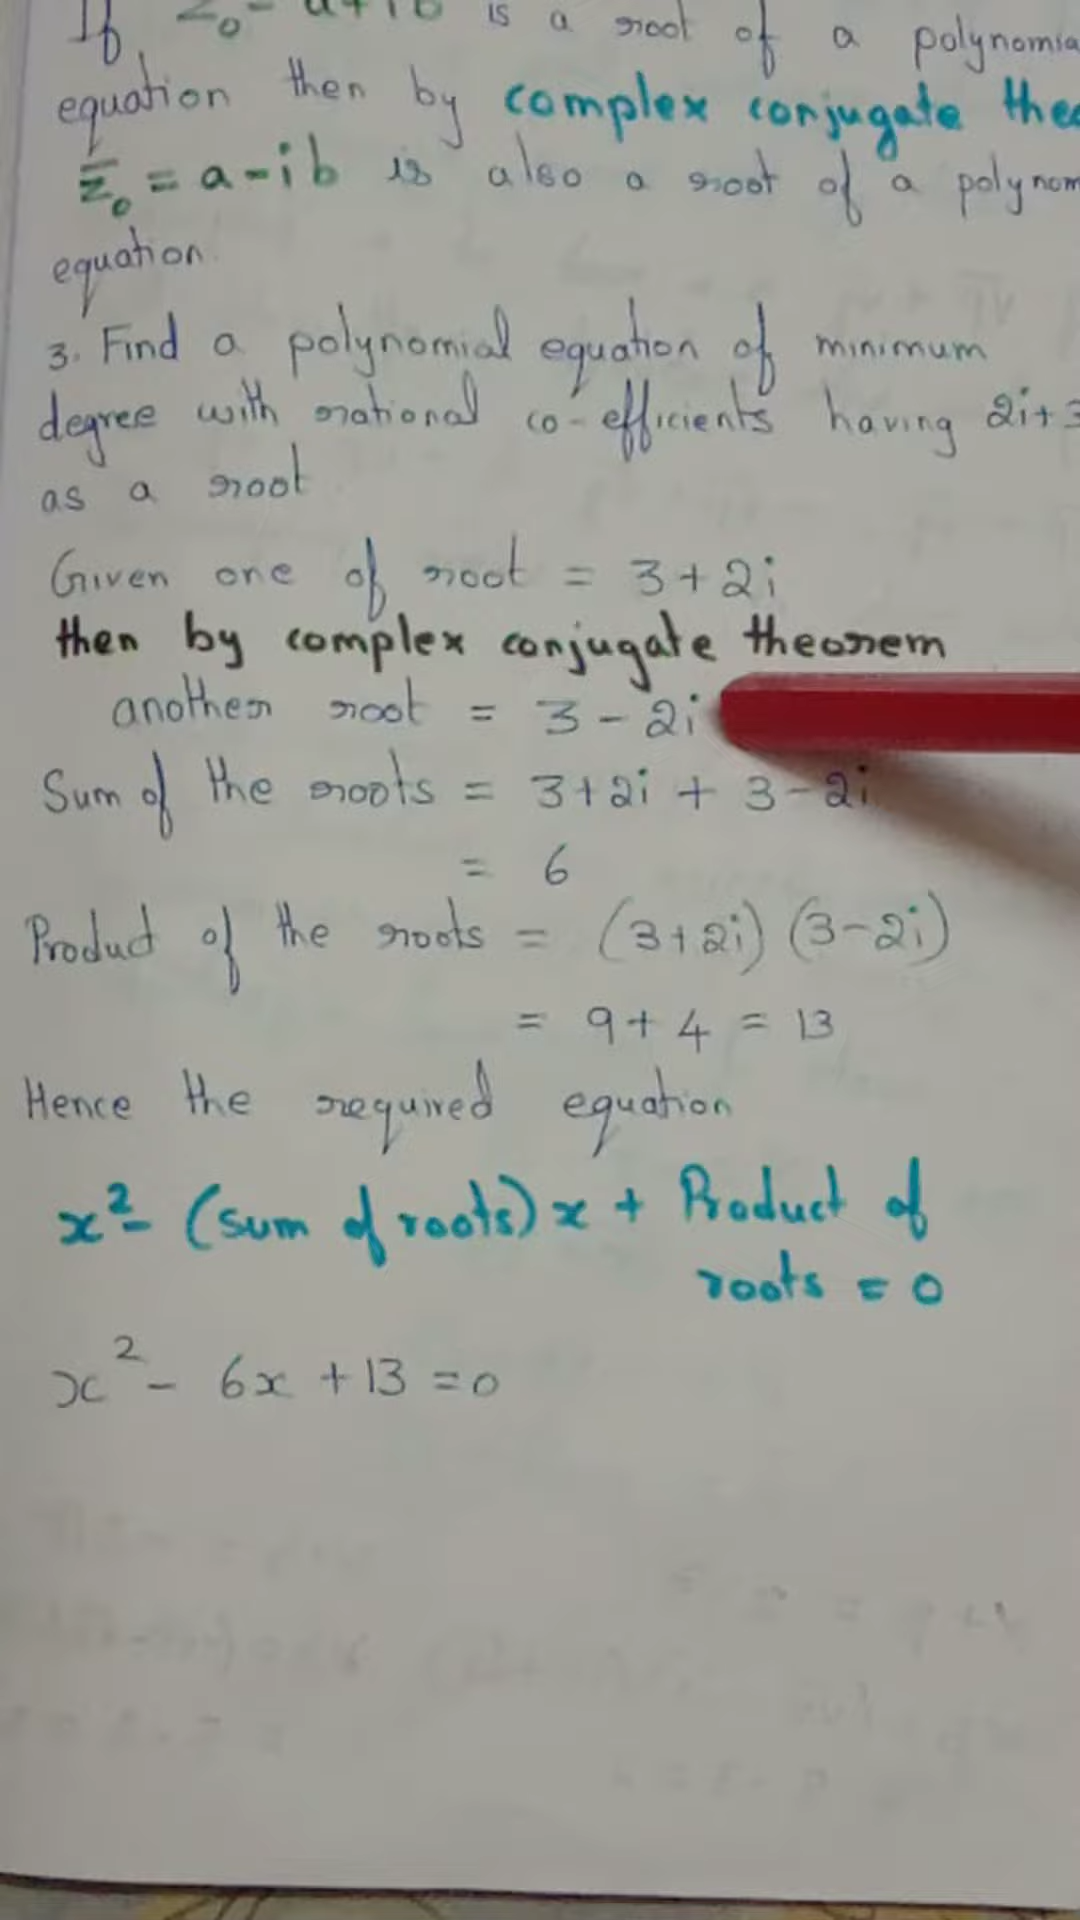 If z₀ = a+ib is a root of a
equation then by complex conjugate
z̄₀ = a-ib is also a root of a
equation.
3. Find a polynomial equation of minimum
degree with rational co-efficients having 2i+3
as a root
Given one of root = 3+2i
then by complex conjugate theorem
another root = 3-2i
Sum of the roots = 3+2i + 3-2i
= 6
Product of the roots = (3+2i) (3-2i)
= 9+4 = 13
Hence the required equation
x²- (sum of roots) x + Product of
roots = 0
x² - 6x +13 =0